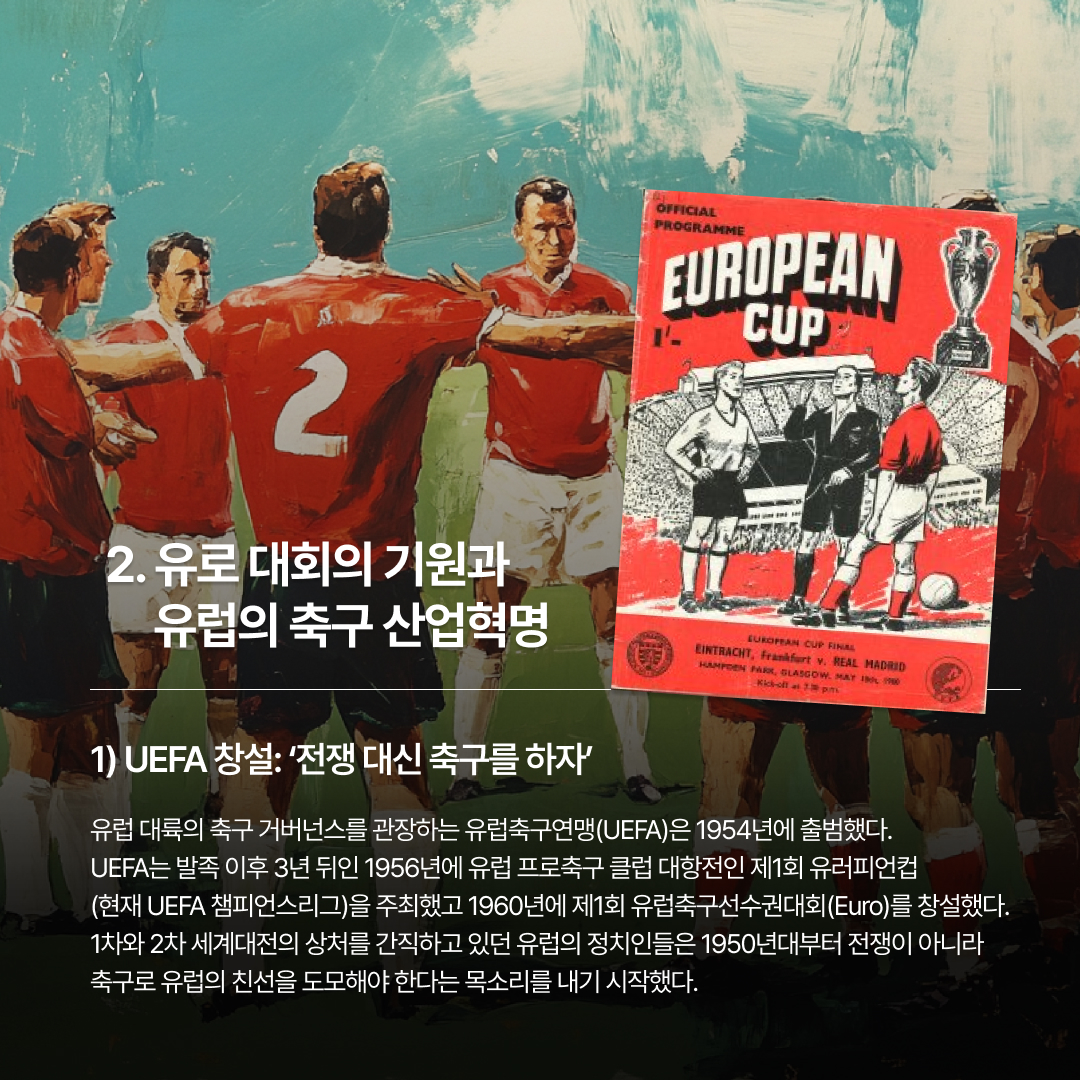 OFFICIAL
PROGRAMME
EUROPEAN
CUP
1'-
2
EUROPEAN CUP FINAL
EINTRACHT, Frankfurt v. REAL MADRID
HAMPDEN PARK, GLASGOW, MAY 18th, 1960
Kick-off at 7.30 p.m.
2. 유로 대회의 기원과
유럽의 축구 산업혁명
1) UEFA 창설: ‘전쟁 대신 축구를 하자’
유럽 대륙의 축구 거버넌스를 관장하는 유럽축구연맹(UEFA)은 1954년에 출범했다.
UEFA는 발족 이후 3년 뒤인 1956년에 유럽 프로축구 클럽 대항전인 제1회 유러피언컵
(현재 UEFA 챔피언스리그)을 주최했고 1960년에 제1회 유럽축구선수권대회(Euro)를 창설했다.
1차와 2차 세계대전의 상처를 간직하고 있던 유럽의 정치인들은 1950년대부터 전쟁이 아니라
축구로 유럽의 친선을 도모해야 한다는 목소리를 내기 시작했다.